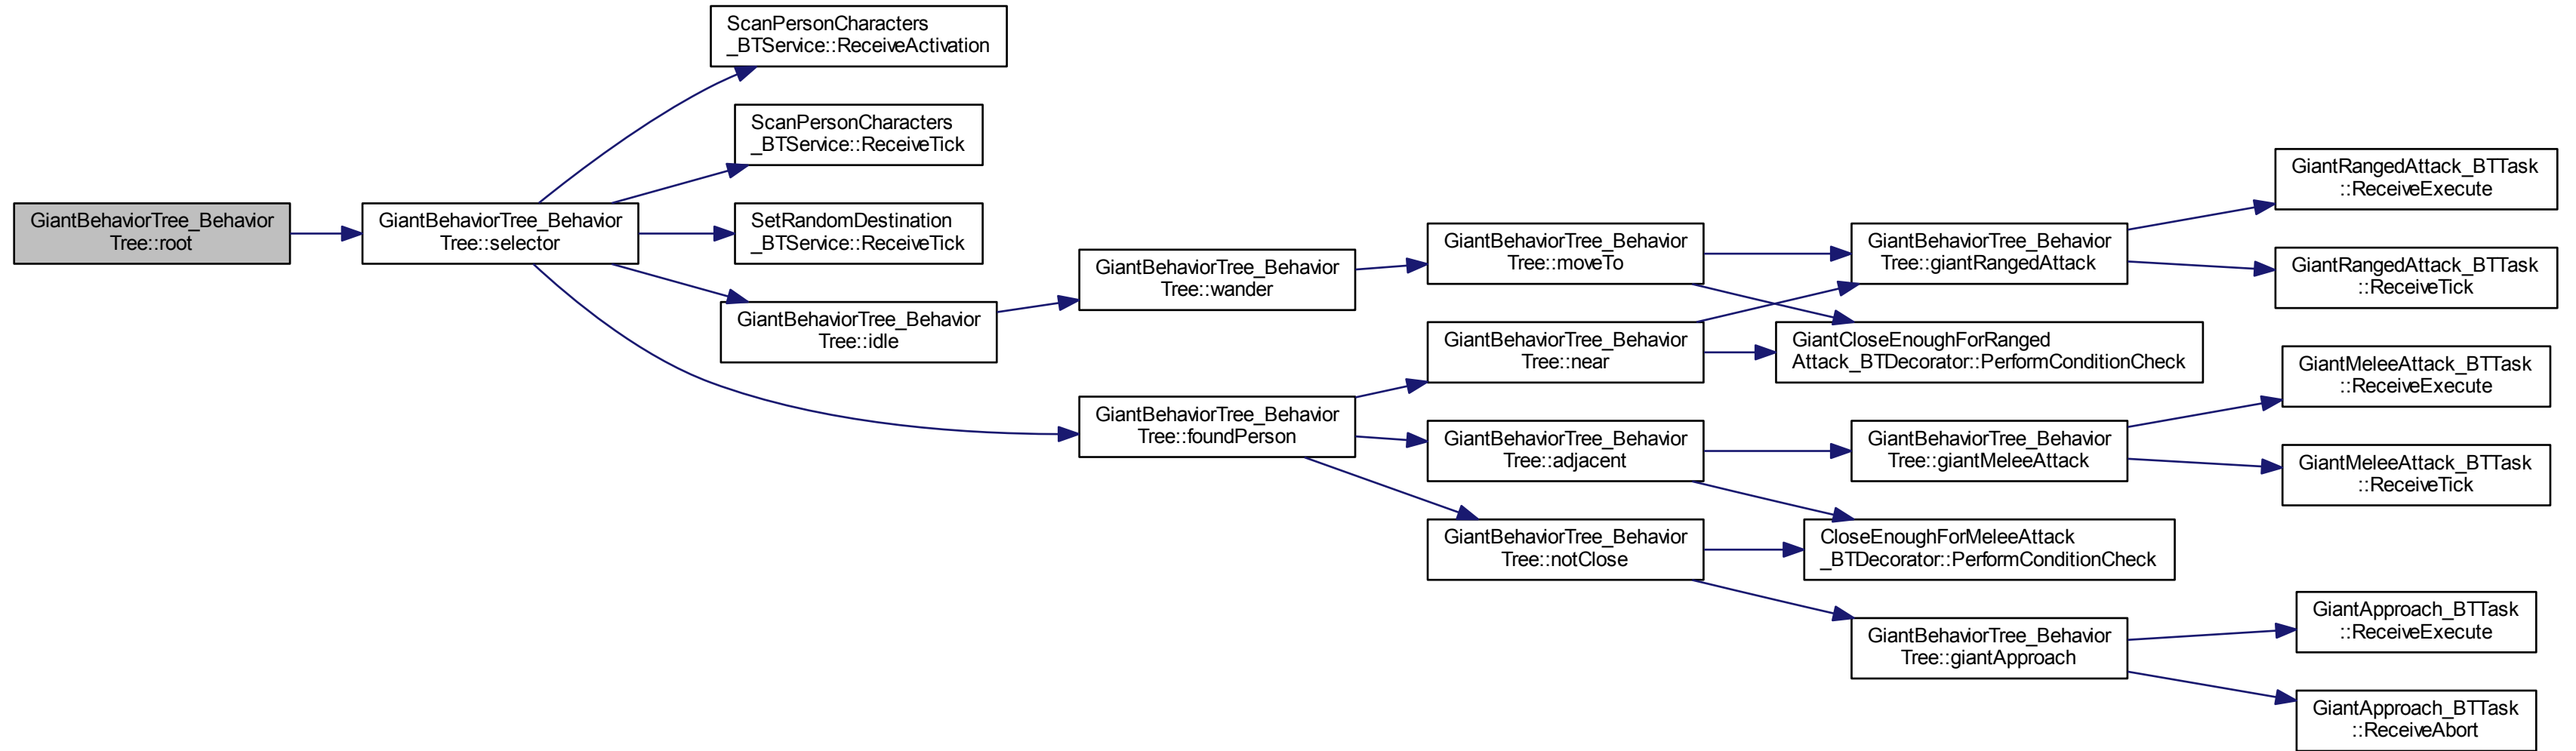 GiantBehaviorTree_Behavior
Tree::root
GiantBehaviorTree_Behavior
Tree::selector
ScanPersonCharacters
_BTService::ReceiveActivation
ScanPersonCharacters
_BTService::ReceiveTick
SetRandomDestination
_BTService::ReceiveTick
GiantBehaviorTree_Behavior
Tree::idle
GiantBehaviorTree_Behavior
Tree::wander
GiantBehaviorTree_Behavior
Tree::foundPerson
GiantBehaviorTree_Behavior
Tree::moveTo
GiantBehaviorTree_Behavior
Tree::near
GiantBehaviorTree_Behavior
Tree::adjacent
GiantBehaviorTree_Behavior
Tree::notClose
GiantBehaviorTree_Behavior
Tree::giantRangedAttack
GiantCloseEnoughForRanged
Attack_BTDecorator::PerformConditionCheck
GiantBehaviorTree_Behavior
Tree::giantMeleeAttack
CloseEnoughForMeleeAttack
_BTDecorator::PerformConditionCheck
GiantBehaviorTree_Behavior
Tree::giantApproach
GiantRangedAttack_BTTask
::ReceiveExecute
GiantRangedAttack_BTTask
::ReceiveTick
GiantMeleeAttack_BTTask
::ReceiveExecute
GiantMeleeAttack_BTTask
::ReceiveTick
GiantApproach_BTTask
::ReceiveExecute
GiantApproach_BTTask
::ReceiveAbort